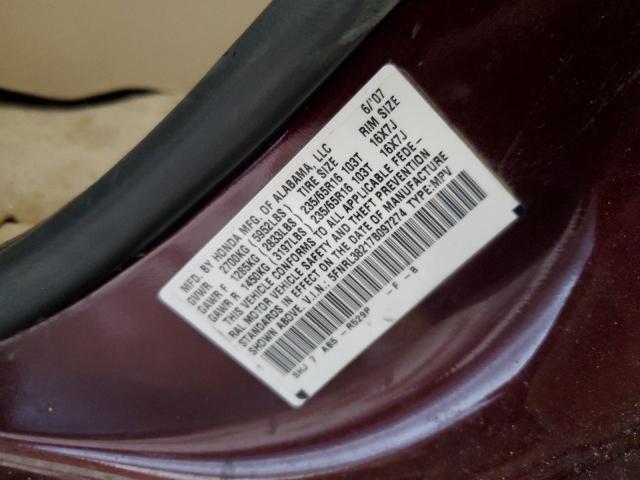 MFD. BY HONDA MFG. OF ALABAMA, LLC 6/'07
GVWR 2700KG (5952LBS) TIRE SIZE RIM SIZE
GAWR F 1285KG (2833LBS) 235/65R16 103T 16X7J
GAWR R 1450KG (3197LBS) 235/65R16 103T 16X7J
THIS VEHICLE CONFORMS TO ALL APPLICABLE FEDE-
RAL MOTOR VEHICLE SAFETY AND THEFT PREVENTION
STANDARDS IN EFFECT ON THE DATE OF MANUFACTURE
SHOWN ABOVE. V.I.N.: 5FNRL38217B097274 TYPE:MPV
SHJ 7 AB5 -R529P -F -B